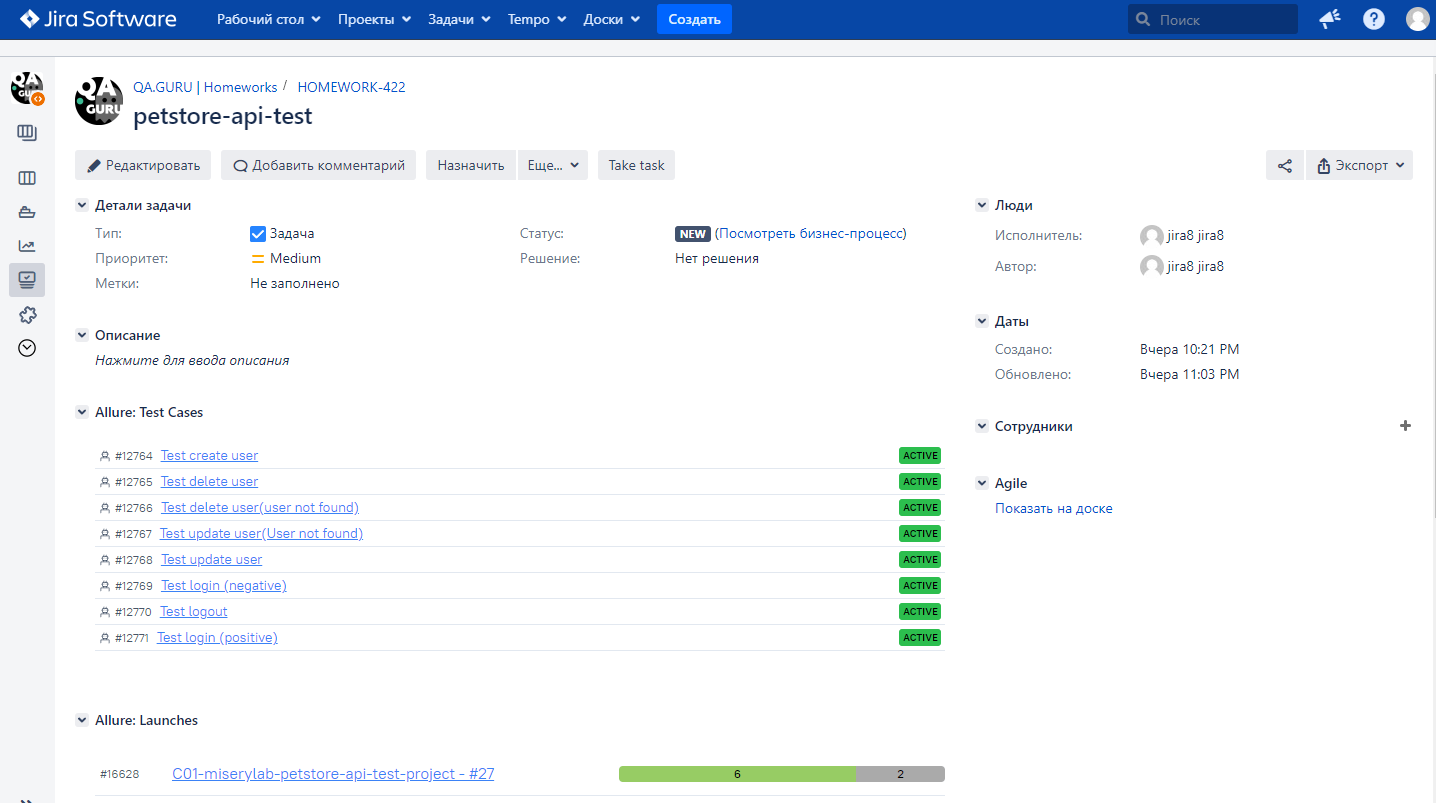 Jira Software Рабочий стол Проекты Задачи Tempo Доски Создать Поиск
QA GURU
QA.GURU | Homeworks / HOMEWORK-422
petstore-api-test
Редактировать Добавить комментарий Назначить Еще... Take task Экспорт
Детали задачи
Тип: Задача Статус: NEW (Посмотреть бизнес-процесс)
Приоритет: Medium Решение: Нет решения
Метки: Не заполнено
Описание
Нажмите для ввода описания
Allure: Test Cases
#12764 Test create user ACTIVE
#12765 Test delete user ACTIVE
#12766 Test delete user(user not found) ACTIVE
#12767 Test update user(User not found) ACTIVE
#12768 Test update user ACTIVE
#12769 Test login (negative) ACTIVE
#12770 Test logout ACTIVE
#12771 Test login (positive) ACTIVE
Allure: Launches
#16628 C01-miserylab-petstore-api-test-project - #27 6 2
Люди
Исполнитель: jira8 jira8
Автор: jira8 jira8
Даты
Создано: Вчера 10:21 PM
Обновлено: Вчера 11:03 PM
Сотрудники
Agile
Показать на доске